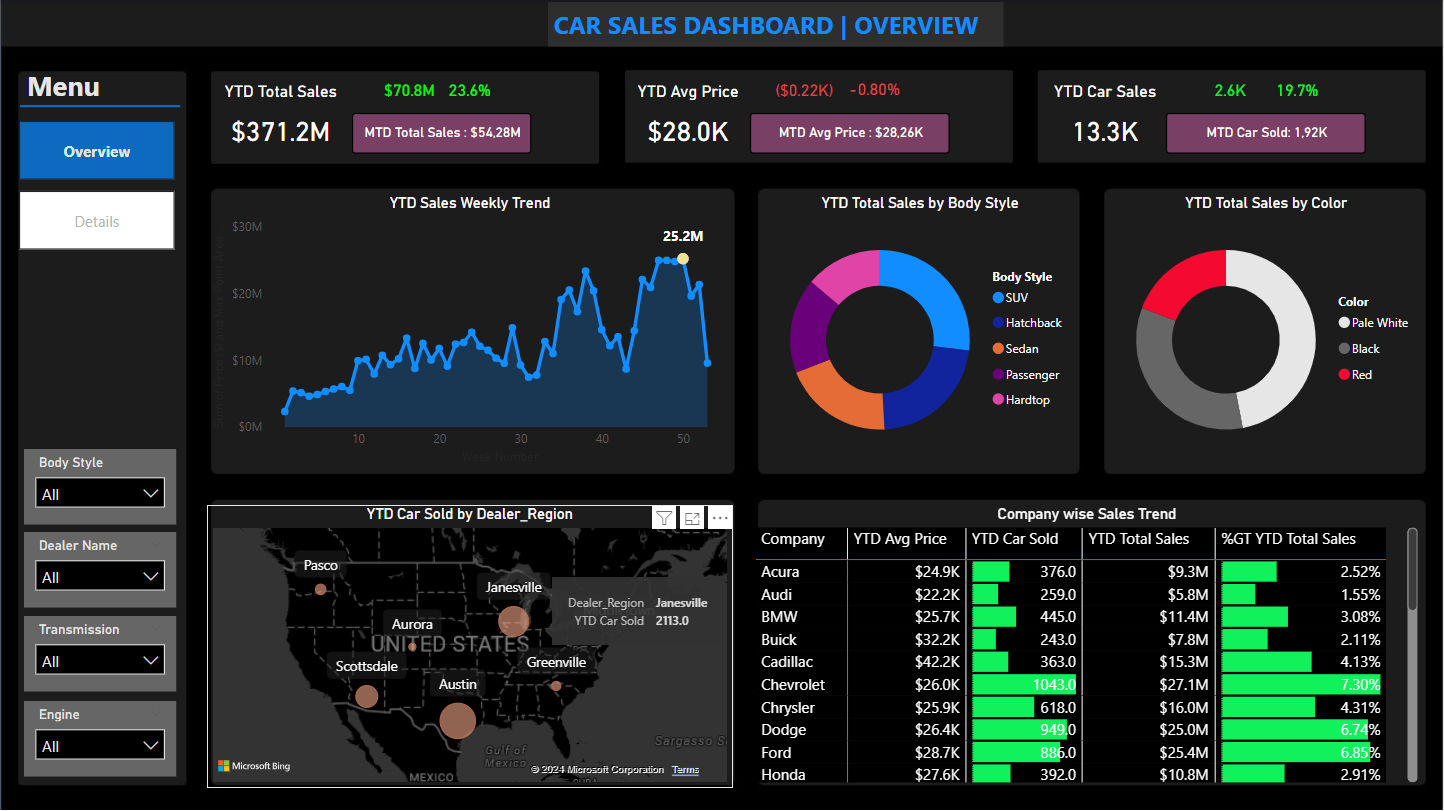 CAR SALES DASHBOARD | OVERVIEW
Menu
Overview
Details
YTD Total Sales $70.8M 23.6%
$371.2M MTD Total Sales : $54,28M
YTD Avg Price ($0.22K) -0.80%
$28.0K MTD Avg Price : $28,26K
YTD Car Sales 2.6K 19.7%
13.3K MTD Car Sold: 1,92K
YTD Sales Weekly Trend
$30M
$20M
$10M
$0M
25.2M
10 20 30 40 50
Week Number
YTD Total Sales by Body Style
Body Style
SUV
Hatchback
Sedan
Passenger
Hardtop
YTD Total Sales by Color
Color
Pale White
Black
Red
Body Style
All
Dealer Name
All
Transmission
All
Engine
All
YTD Car Sold by Dealer_Region
Pasco
Janesville
Aurora
UNITED STATES
Scottsdale
Greenville
Austin
Dealer_Region Janesville
YTD Car Sold 2113.0
Gulf of
Mexico
Sargasso S
MEXICO
CUBA
Microsoft Bing
© 2024 Microsoft Corporation Terms
Company wise Sales Trend
Company YTD Avg Price YTD Car Sold YTD Total Sales %GT YTD Total Sales
Acura $24.9K 376.0 $9.3M 2.52%
Audi $22.2K 259.0 $5.8M 1.55%
BMW $25.7K 445.0 $11.4M 3.08%
Buick $32.2K 243.0 $7.8M 2.11%
Cadillac $42.2K 363.0 $15.3M 4.13%
Chevrolet $26.0K 1043.0 $27.1M 7.30%
Chrysler $25.9K 618.0 $16.0M 4.31%
Dodge $26.4K 949.0 $25.0M 6.74%
Ford $28.7K 886.0 $25.4M 6.85%
Honda $27.6K 392.0 $10.8M 2.91%